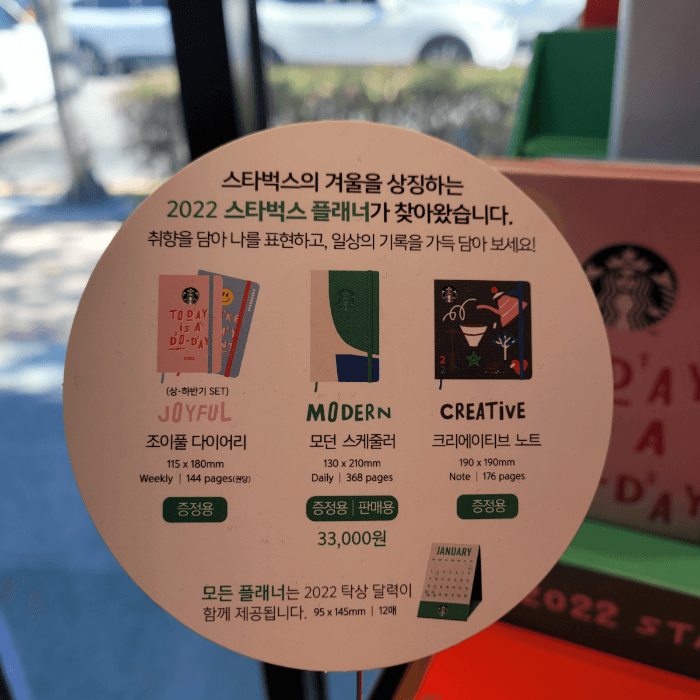 스타벅스의 겨울을 상징하는
2022 스타벅스 플래너가 찾아왔습니다.
취향을 담아 나를 표현하고, 일상의 기록을 가득 담아 보세요!
TODAY
IS A
DO-DAY
(상·하반기 SET)
JOYFUL
조이풀 다이어리
115 x 180mm
Weekly | 144 pages(권당)
증정용
MODERN
모던 스케줄러
130 x 210mm
Daily | 368 pages
증정용 | 판매용
33,000원
CREATiVE
크리에이티브 노트
190 x 190mm
Note | 176 pages
증정용
JANUARY
모든 플래너는 2022 탁상 달력이
함께 제공됩니다. 95 x 145mm | 12매
A
2022